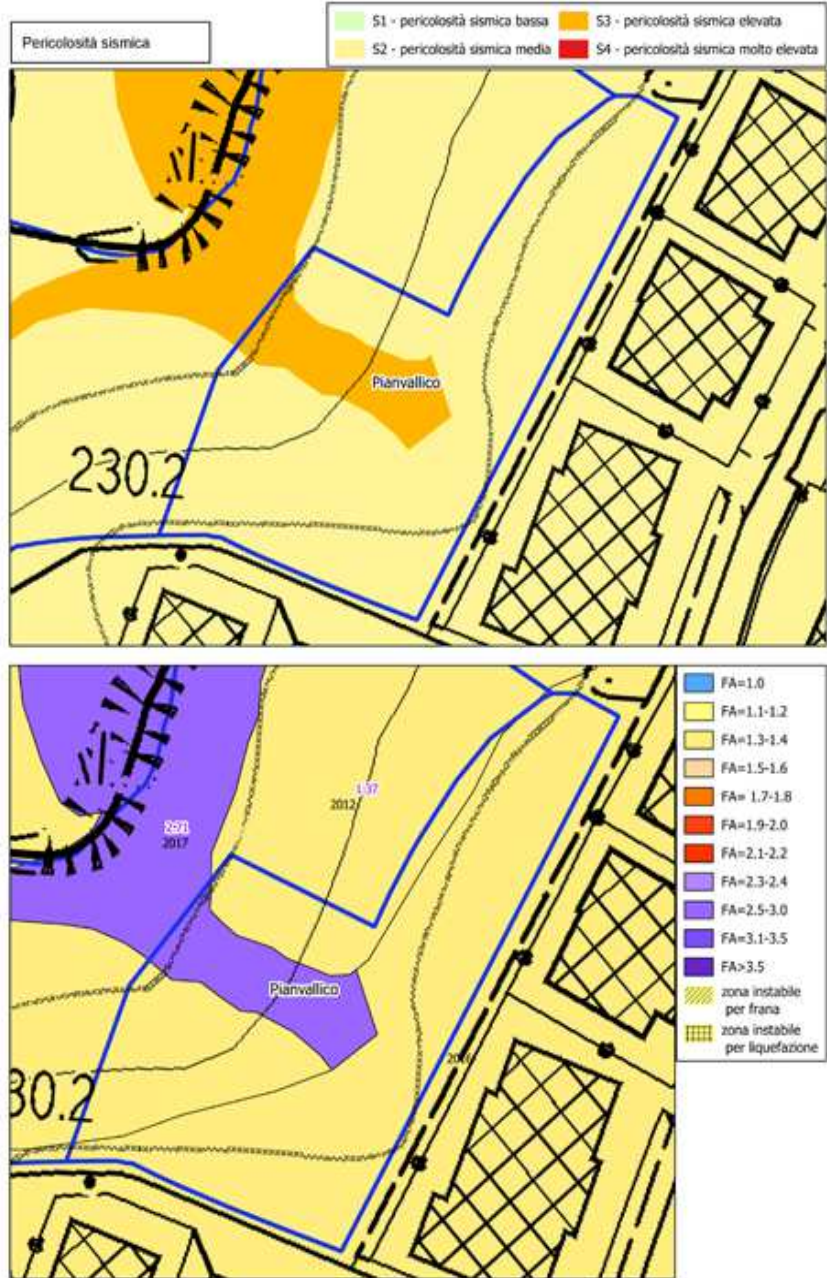 Pericolosità sismica
S1 - pericolosità sismica bassa
S3 - pericolosità sismica elevata
S2 - pericolosità sismica media
S4 - pericolosità sismica molto elevata
Pianvallico
230.2
FA=1.0
FA=1.1-1.2
FA=1.3-1.4
FA=1.5-1.6
FA= 1.7-1.8
FA=1.9-2.0
FA=2.1-2.2
FA=2.3-2.4
FA=2.5-3.0
FA=3.1-3.5
FA>3.5
zona instabile
per frana
zona instabile
per liquefazione
1.37
2012
2.71
2017
Pianvallico
2016
30.2